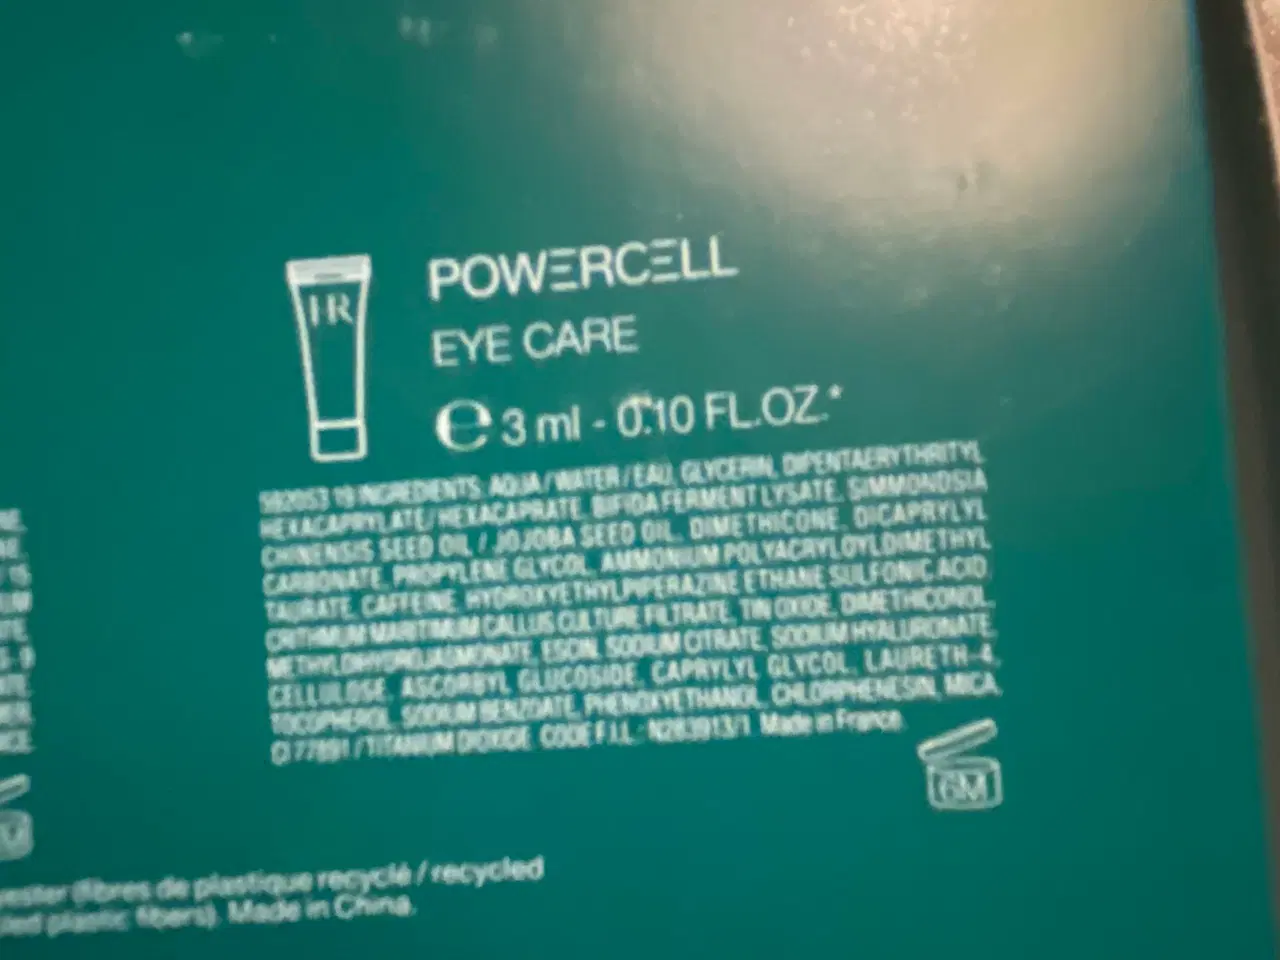 HR
POWERCELL
EYE CARE
℮ 3 ml - 0.10 FL.OZ.*
INGREDIENTS: AQUA / WATER / EAU, GLYCERIN, DIPENTAERYTHRITYL
HEXACAPRYLATE/HEXACAPRATE, BIFIDA FERMENT LYSATE, SIMMONDSIA
CHINENSIS SEED OIL / JOJOBA SEED OIL, DIMETHICONE, DICAPRYLYL
CARBONATE, PROPYLENE GLYCOL, AMMONIUM POLYACRYLOYLDIMETHYL
TAURATE, CAFFEINE, HYDROXYETHYLPIPERAZINE ETHANE SULFONIC ACID,
CRITHMUM MARITIMUM CALLUS CULTURE FILTRATE, TIN OXIDE, DIMETHICONOL,
METHYLDIHYDROJASMONATE, ESCIN, SODIUM CITRATE, SODIUM HYALURONATE,
CELLULOSE, ASCORBYL GLUCOSIDE, CAPRYLYL GLYCOL, LAURETH-4,
TOCOPHEROL, SODIUM BENZOATE, PHENOXYETHANOL, CHLORPHENESIN, MICA,
CI 77891 / TITANIUM DIOXIDE CODE F.I.L.: N263913/1 Made in France.
6M
(fibres de plastique recyclé / recycled
plastic fibers). Made in China.